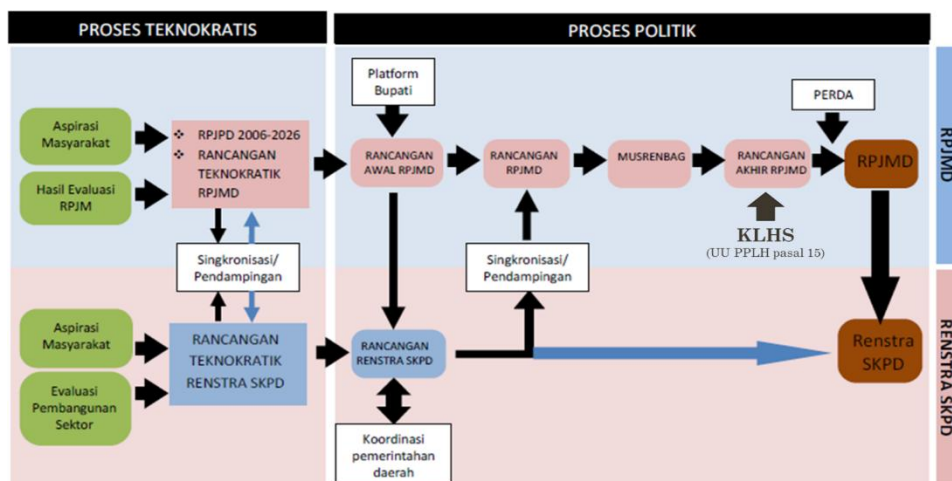 PROSES TEKNOKRATIS
PROSES POLITIK
Platform
Bupati
PERDA
Aspirasi
Masyarakat
Hasil Evaluasi
RPJM
❖ RPJPD 2006-2026
❖ RANCANGAN
TEKNOKRATIK
RPJMD
RANCANGAN
AWAL RPJMD
RANCANGAN
RPJMD
MUSRENBAG
RANCANGAN
AKHIR RPJMD
RPJMD
KLHS
(UU PPLH pasal 15)
RPJMD
Singkronisasi/
Pendampingan
Singkronisasi/
Pendampingan
Aspirasi
Masyarakat
Evaluasi
Pembangunan
Sektor
RANCANGAN
TEKNOKRATIK
RENSTRA SKPD
RANCANGAN
RENSTRA SKPD
Renstra
SKPD
Koordinasi
pemerintahan
daerah
RENSTRA SKPD